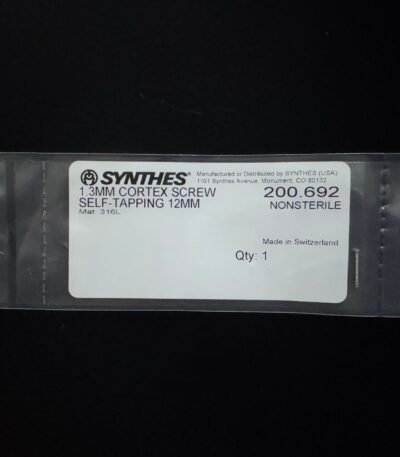 SYNTHES® Manufactured or Distributed by SYNTHES (USA)
1101 Synthes Avenue, Monument, CO 80132
1.3MM CORTEX SCREW 200.692
SELF-TAPPING 12MM NONSTERILE
Mat. 316L
Made in Switzerland
Qty: 1